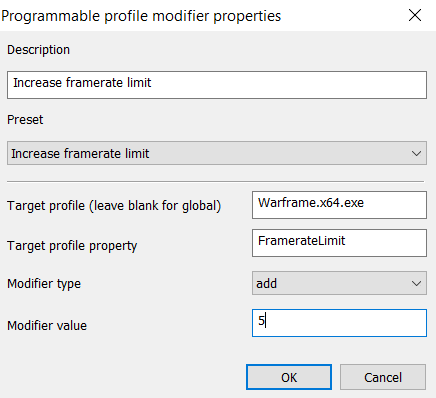 Programmable profile modifier properties
Description
Increase framerate limit
Preset
Increase framerate limit
Target profile (leave blank for global) Warframe.x64.exe
Target profile property FramerateLimit
Modifier type add
Modifier value 5
OK Cancel